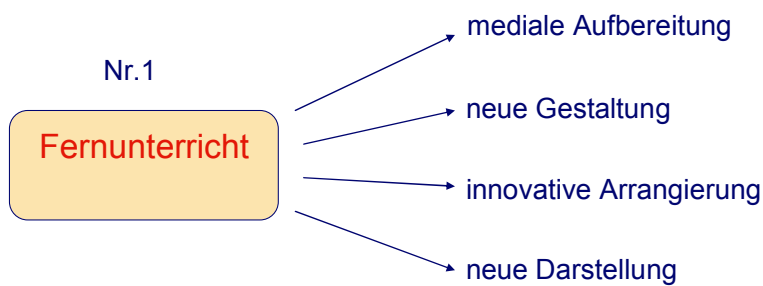 Nr.1
Fernunterricht
mediale Aufbereitung
neue Gestaltung
innovative Arrangierung
neue Darstellung